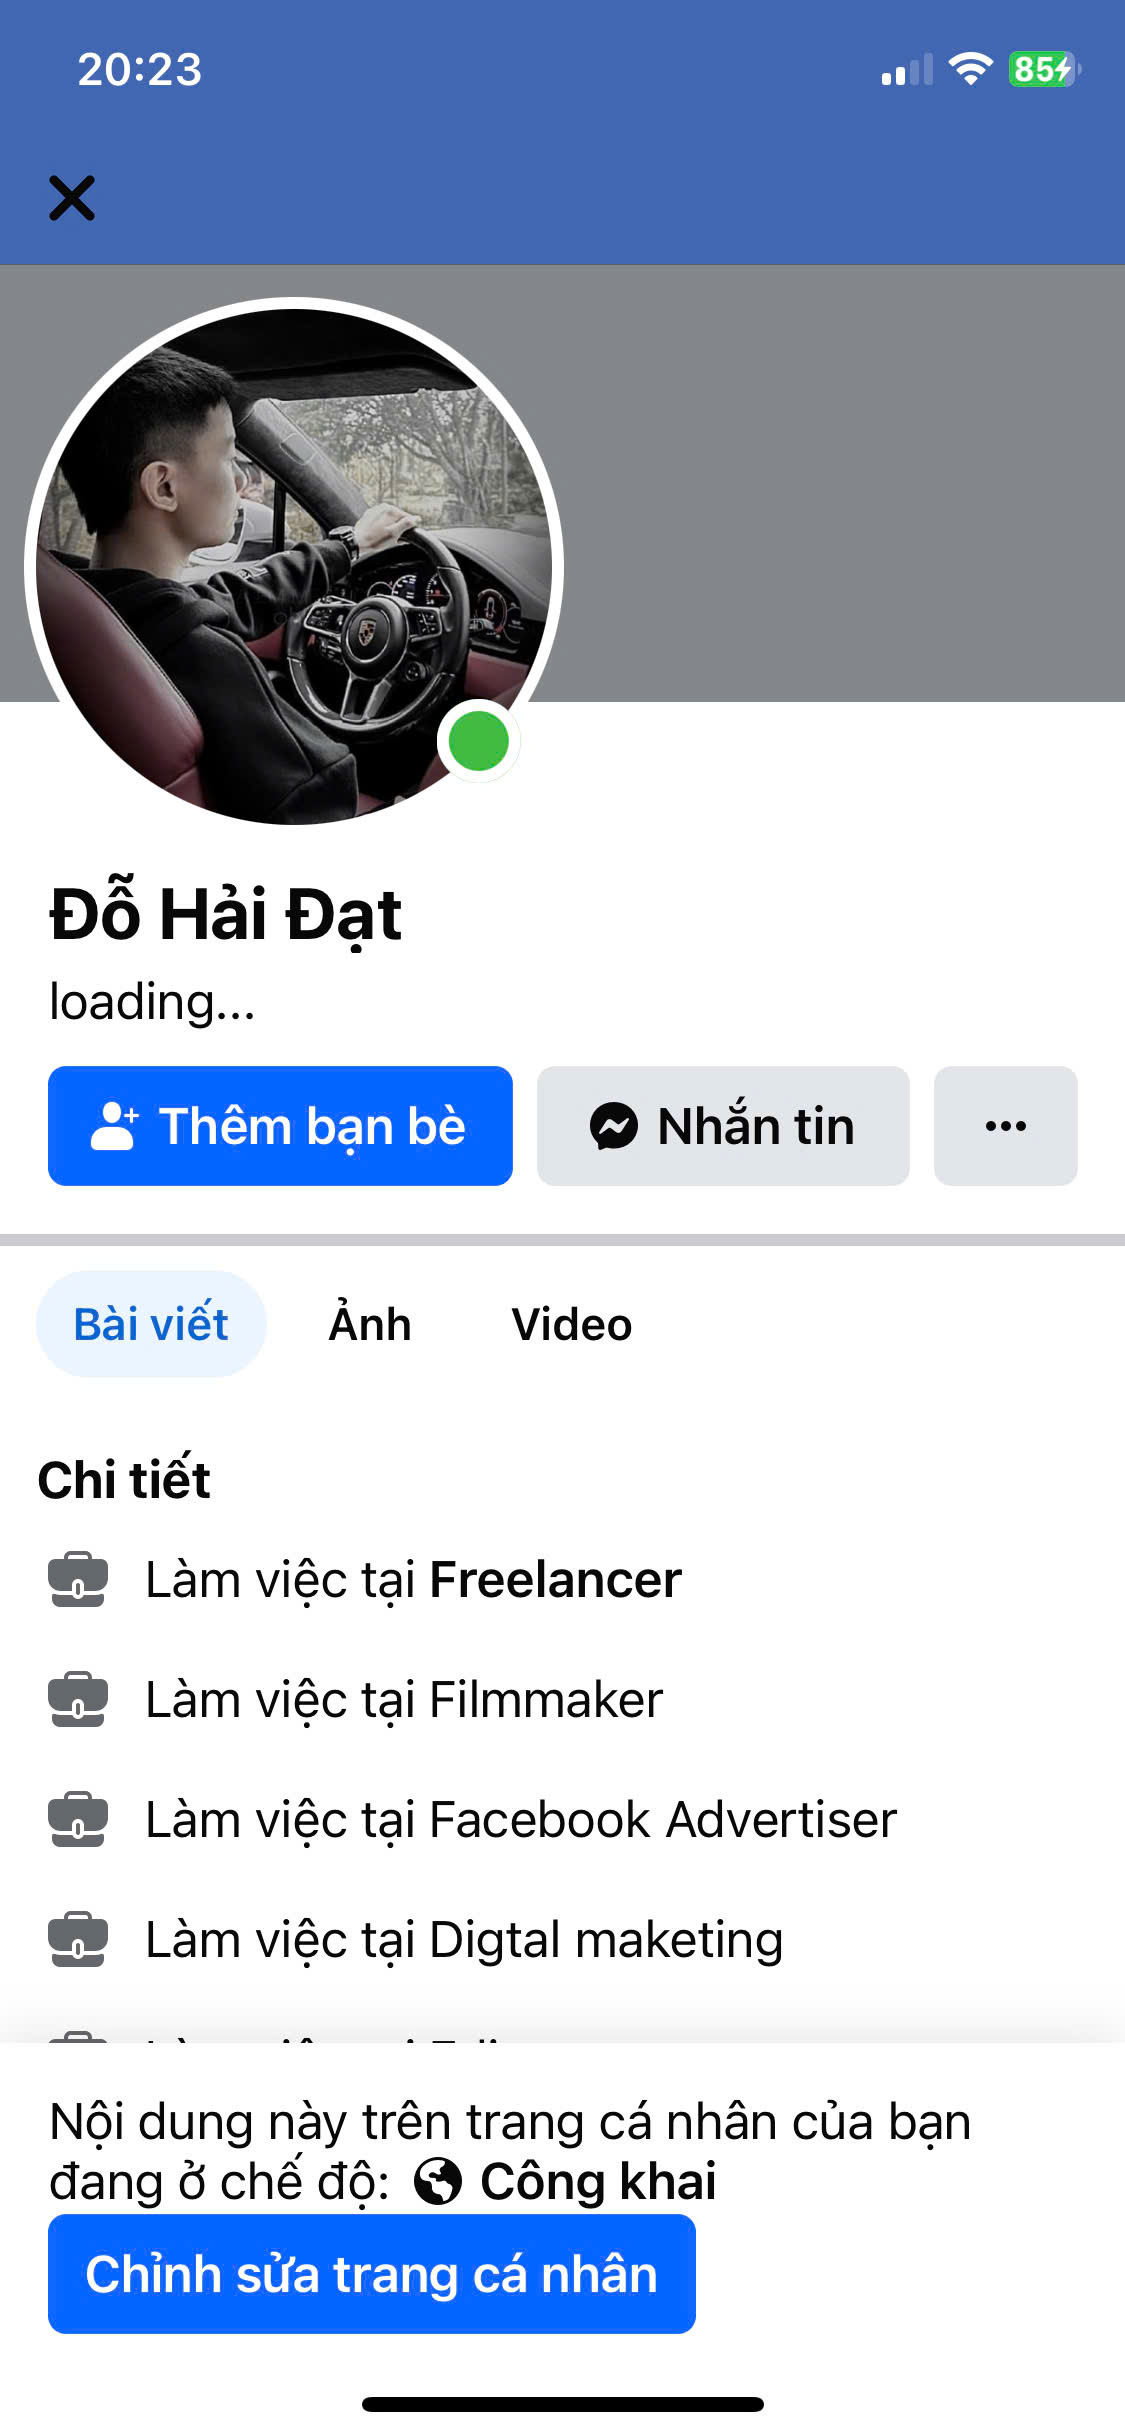 20:23
85
Đỗ Hải Đạt
loading...
Thêm bạn bè
Nhắn tin
Bài viết
Ảnh
Video
Chi tiết
Làm việc tại Freelancer
Làm việc tại Filmmaker
Làm việc tại Facebook Advertiser
Làm việc tại Digtal maketing
Nội dung này trên trang cá nhân của bạn
đang ở chế độ: Công khai
Chỉnh sửa trang cá nhân